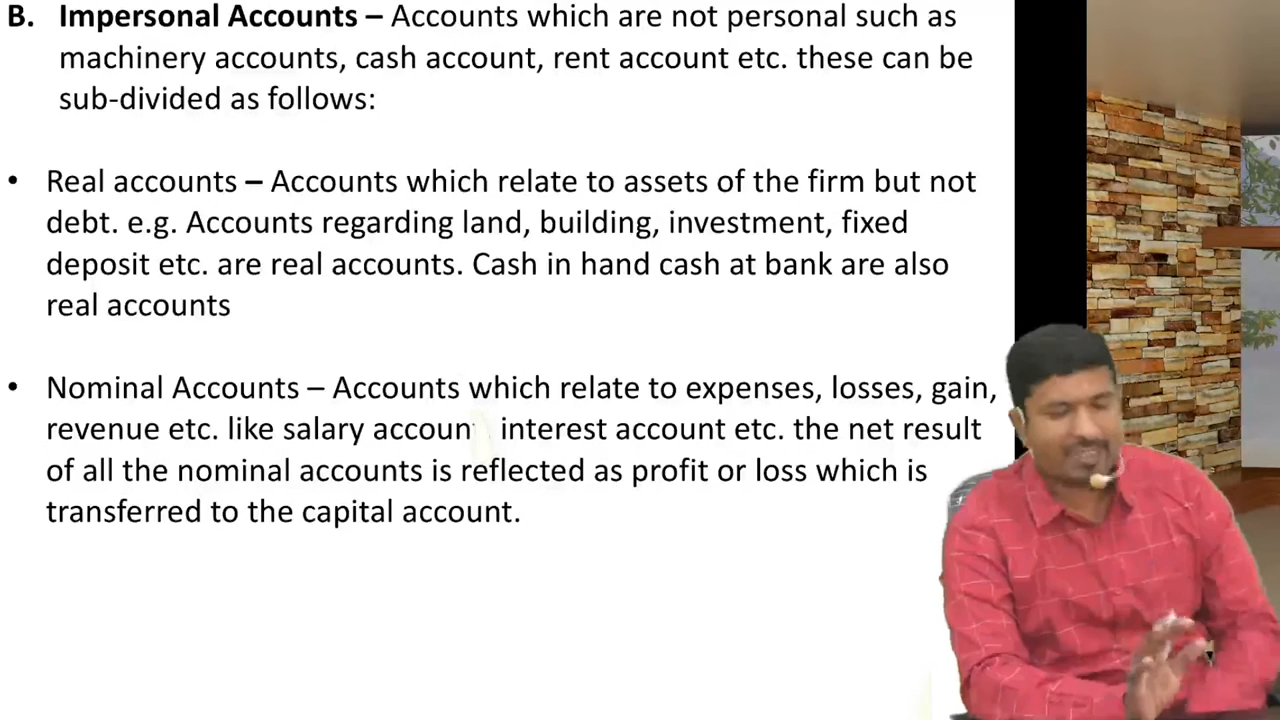 B. Impersonal Accounts – Accounts which are not personal such as
machinery accounts, cash account, rent account etc. these can be
sub-divided as follows:
• Real accounts – Accounts which relate to assets of the firm but not
debt. e.g. Accounts regarding land, building, investment, fixed
deposit etc. are real accounts. Cash in hand cash at bank are also
real accounts
• Nominal Accounts – Accounts which relate to expenses, losses, gain,
revenue etc. like salary accoun interest account etc. the net result
of all the nominal accounts is reflected as profit or loss which is
transferred to the capital account.